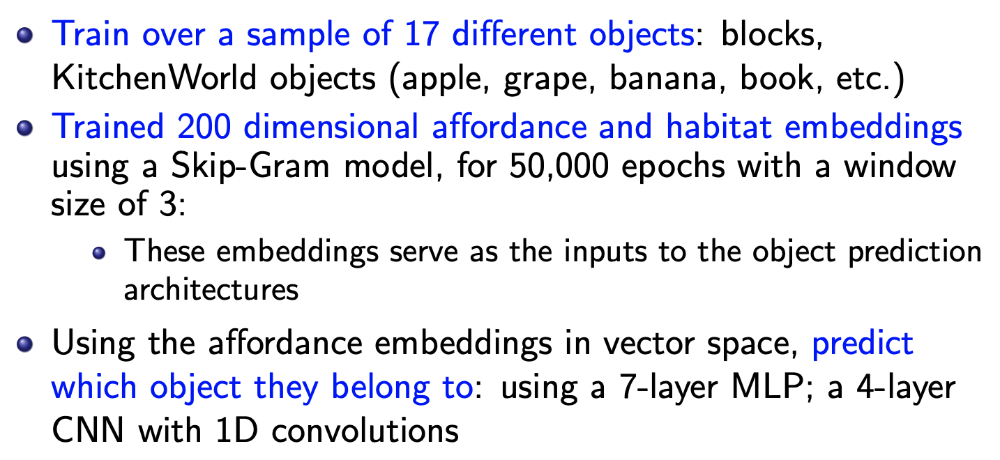 Train over a sample of 17 different objects: blocks,
KitchenWorld objects (apple, grape, banana, book, etc.)
Trained 200 dimensional affordance and habitat embeddings
using a Skip-Gram model, for 50,000 epochs with a window
size of 3:
These embeddings serve as the inputs to the object prediction
architectures
Using the affordance embeddings in vector space, predict
which object they belong to: using a 7-layer MLP; a 4-layer
CNN with 1D convolutions